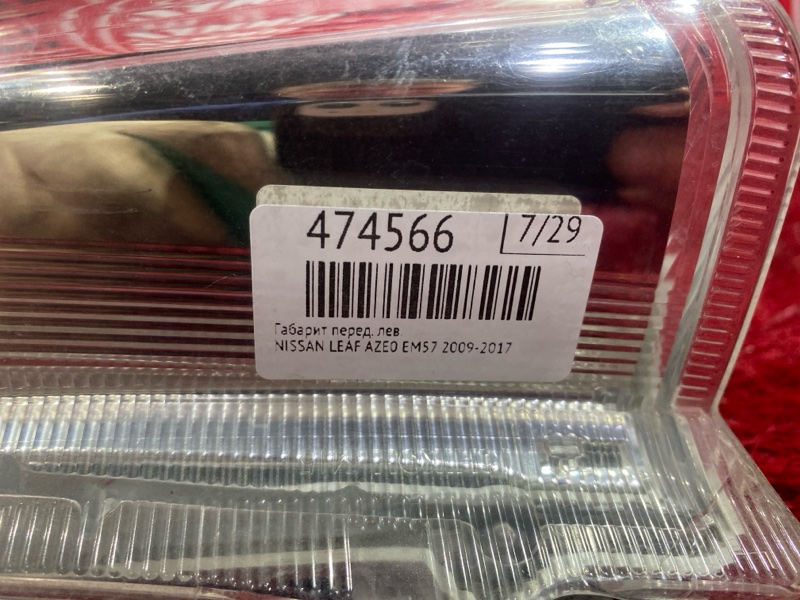 474566 7/29
Габарит перед. лев.
NISSAN LEAF AZE0 EM57 2009-2017